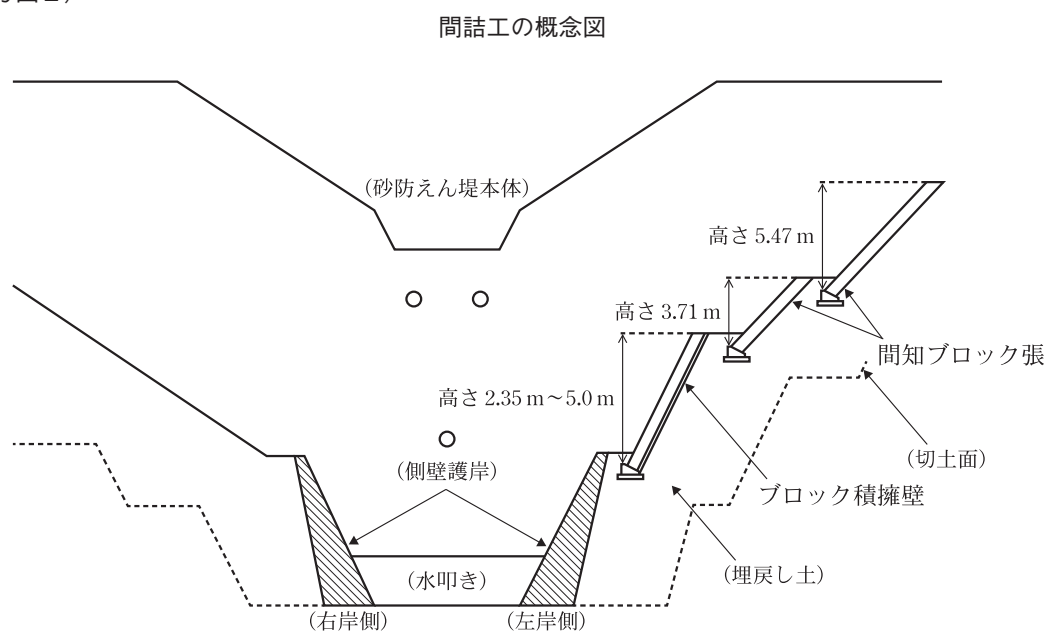 間詰工の概念図
(砂防えん堤本体)
高さ 5.47 m
高さ 3.71 m
間知ブロック張
高さ 2.35 m～5.0 m
(切土面)
(側壁護岸)
ブロック積擁壁
(水叩き)
(埋戻し土)
(右岸側)
(左岸側)